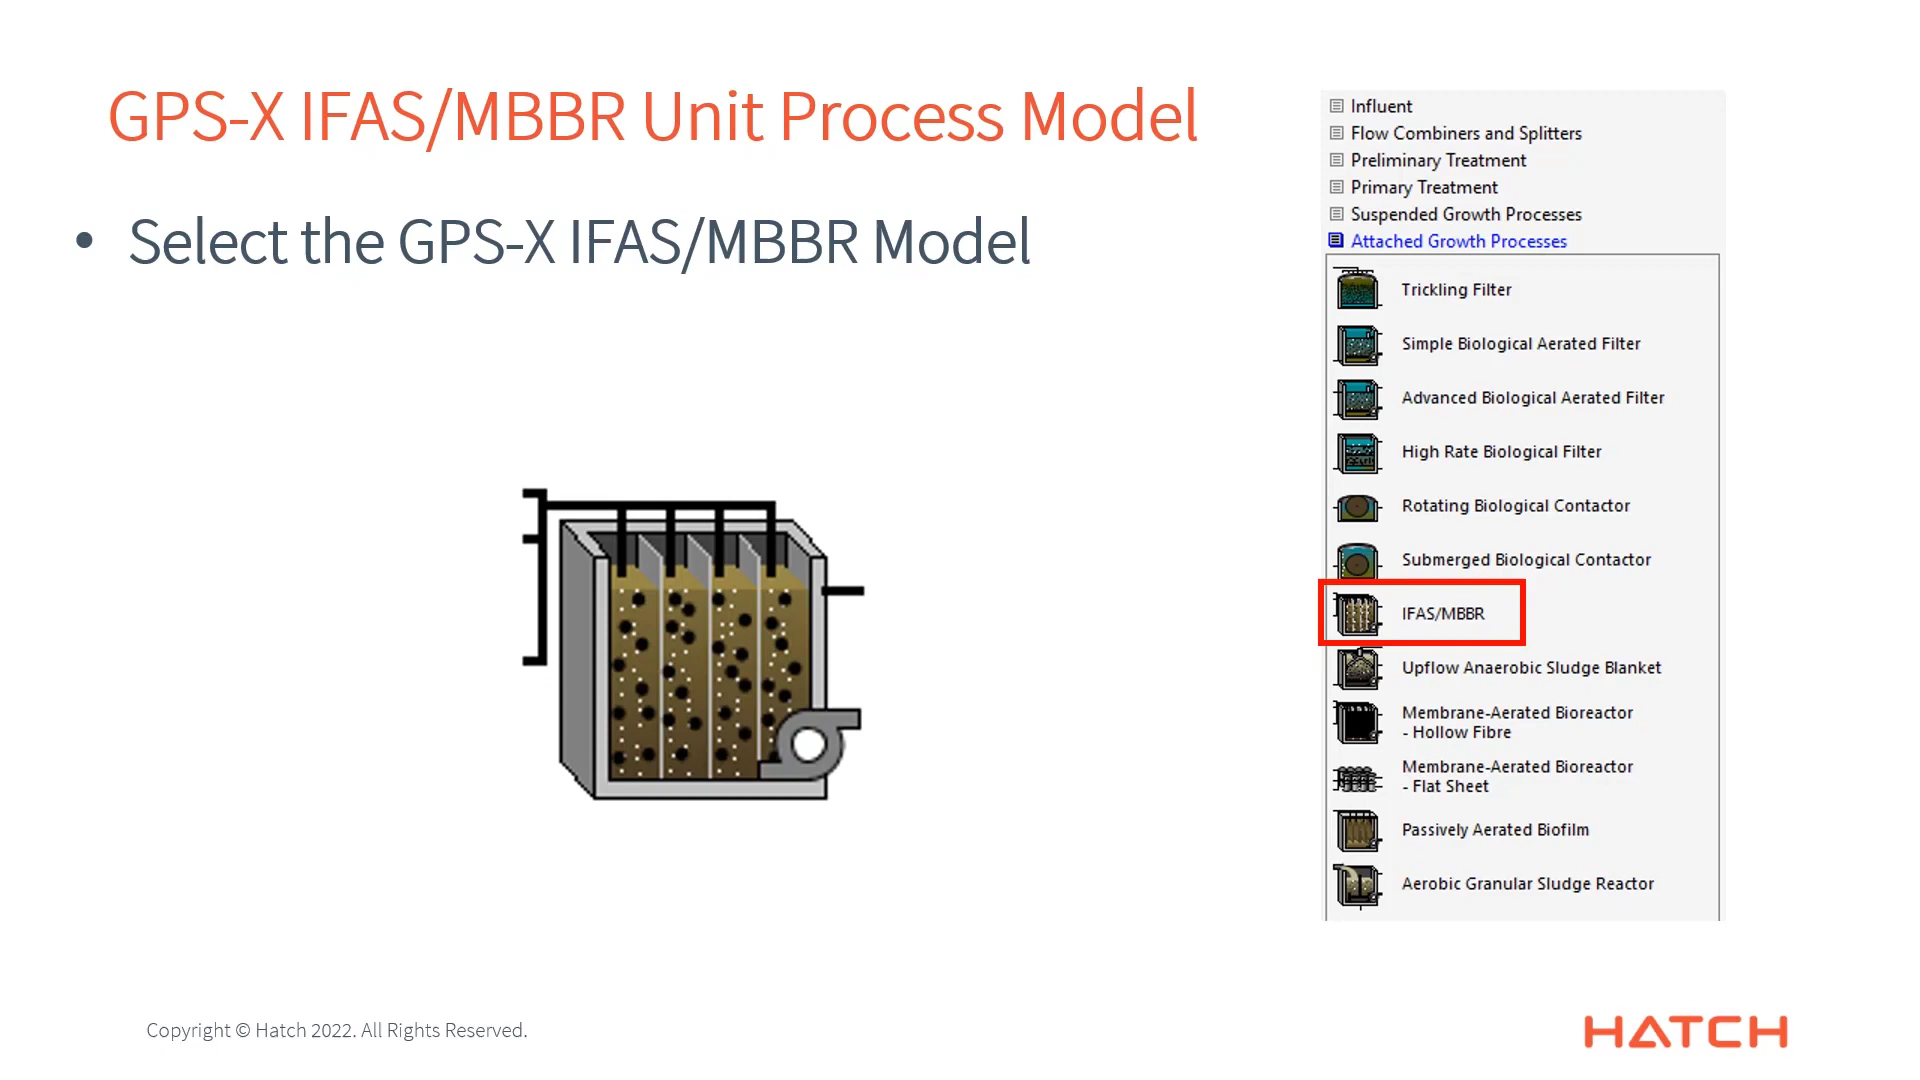 GPS-X IFAS/MBBR Unit Process Model
• Select the GPS-X IFAS/MBBR Model
Influent
Flow Combiners and Splitters
Preliminary Treatment
Primary Treatment
Suspended Growth Processes
Attached Growth Processes
Trickling Filter
Simple Biological Aerated Filter
Advanced Biological Aerated Filter
High Rate Biological Filter
Rotating Biological Contactor
Submerged Biological Contactor
IFAS/MBBR
Upflow Anaerobic Sludge Blanket
Membrane-Aerated Bioreactor
- Hollow Fibre
Membrane-Aerated Bioreactor
- Flat Sheet
Passively Aerated Biofilm
Aerobic Granular Sludge Reactor
Copyright © Hatch 2022. All Rights Reserved.
HATCH